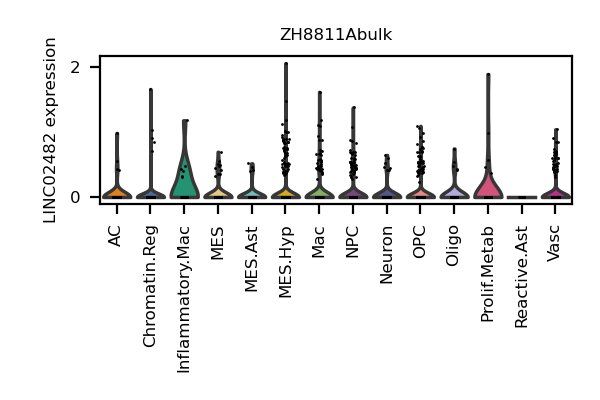 ZH8811Abulk
LINC02482 expression
2
0
AC
Chromatin.Reg
Inflammatory.Mac
MES
MES.Ast
MES.Hyp
Mac
NPC
Neuron
OPC
Oligo
Prolif.Metab
Reactive.Ast
Vasc